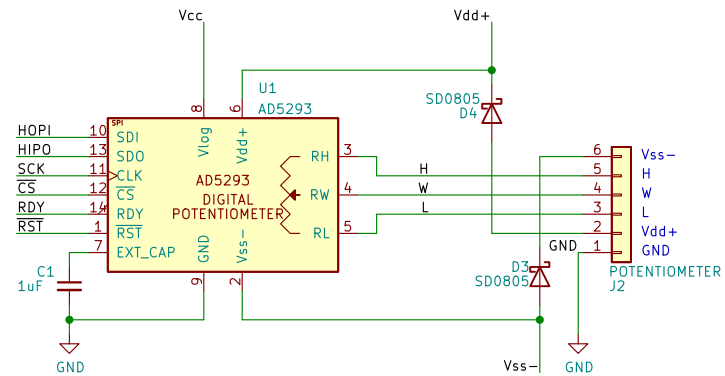 Vcc
Vdd+
U1
AD5293
SPI
8
6
Vlog
Vdd+
SD0805
D4
HOPI
10
SDI
HIPO
13
SDO
SCK
11
CLK
CS
12
CS
RDY
14
RDY
RST
1
RST
7
EXT_CAP
AD5293
DIGITAL
POTENTIOMETER
RH
3
RW
4
RL
5
H
W
L
GND
Vss-
9
2
C1
1uF
GND
D3
SD0805
Vss-
GND
6
Vss-
5
H
4
W
3
L
2
Vdd+
1
GND
POTENTIOMETER
J2
GND